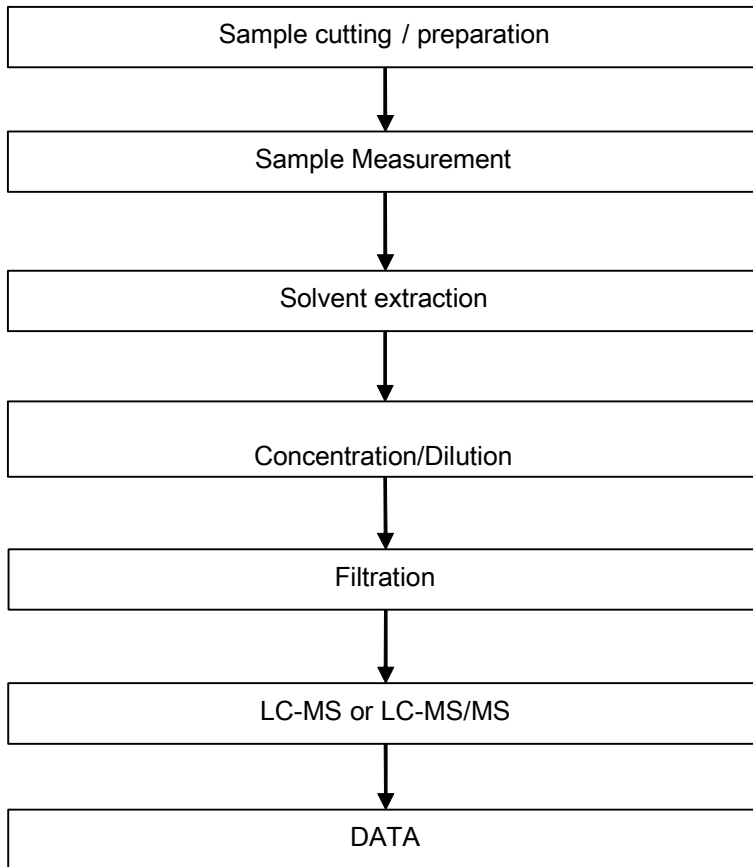 Sample cutting / preparation
Sample Measurement
Solvent extraction
Concentration/Dilution
Filtration
LC-MS or LC-MS/MS
DATA